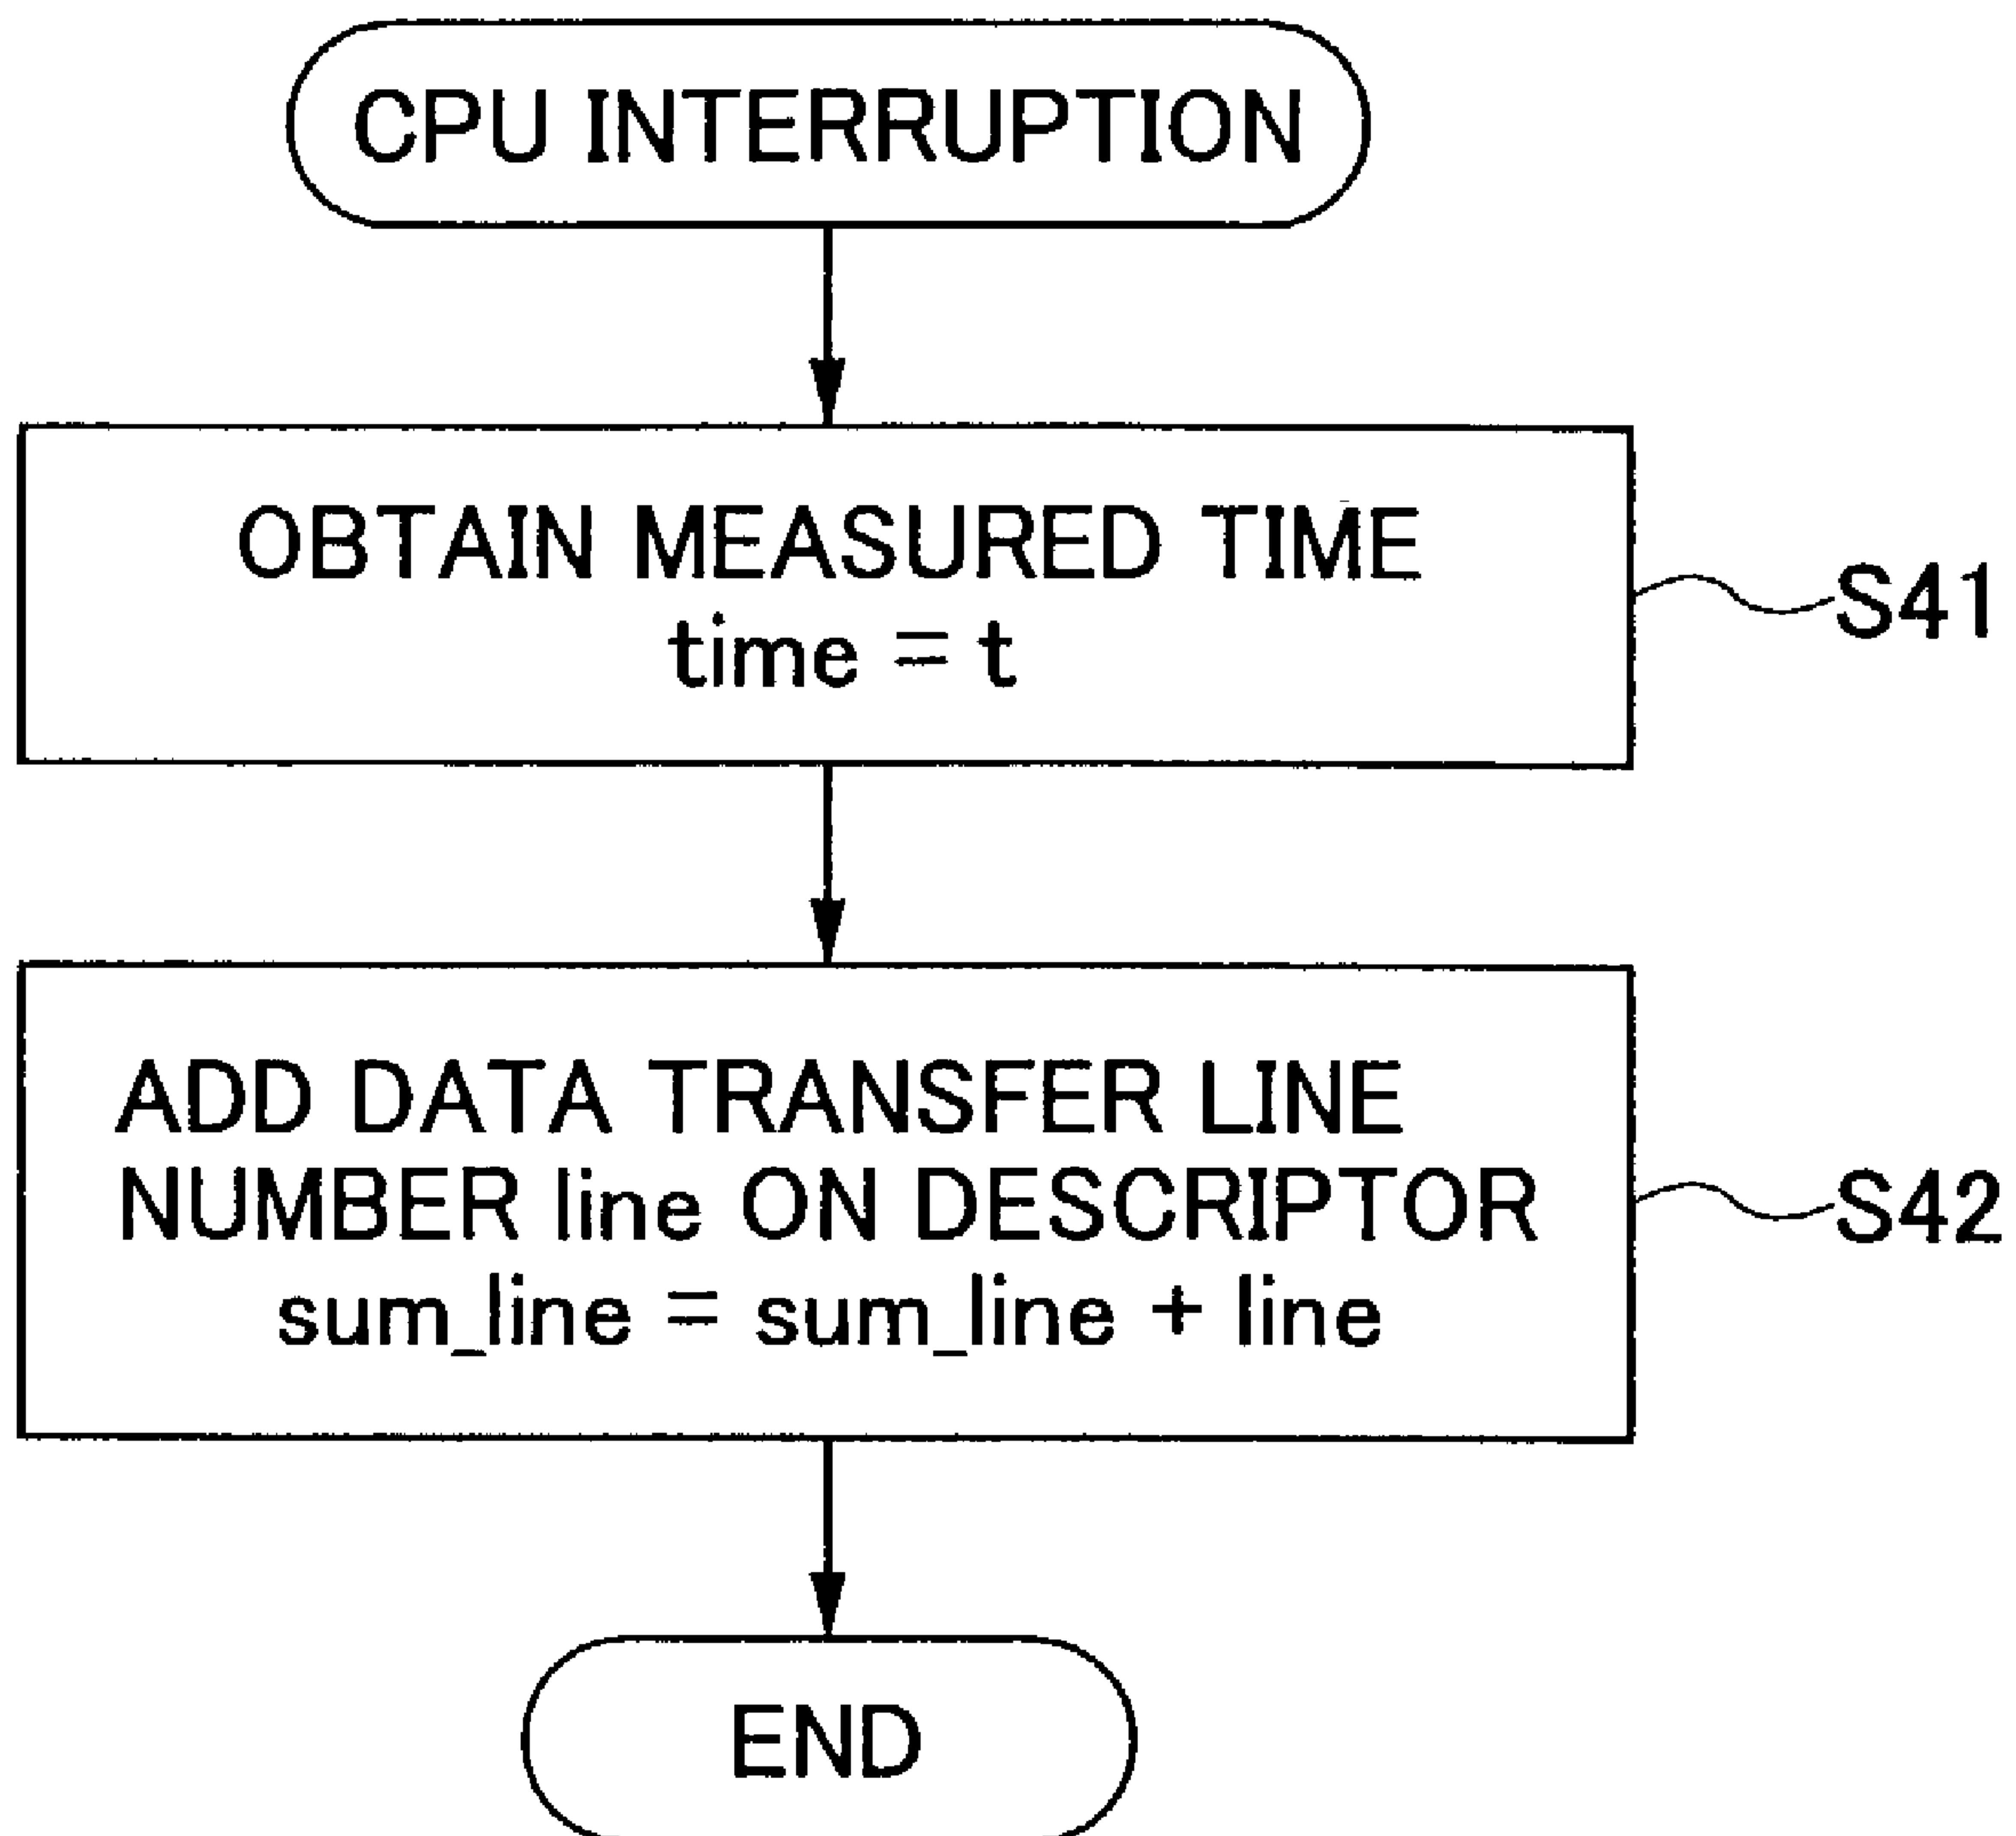 CPU INTERRUPTION
OBTAIN MEASURED TIME
time = t
S41
ADD DATA TRANSFER LINE
NUMBER line ON DESCRIPTOR
sum_line = sum_line + line
S42
END